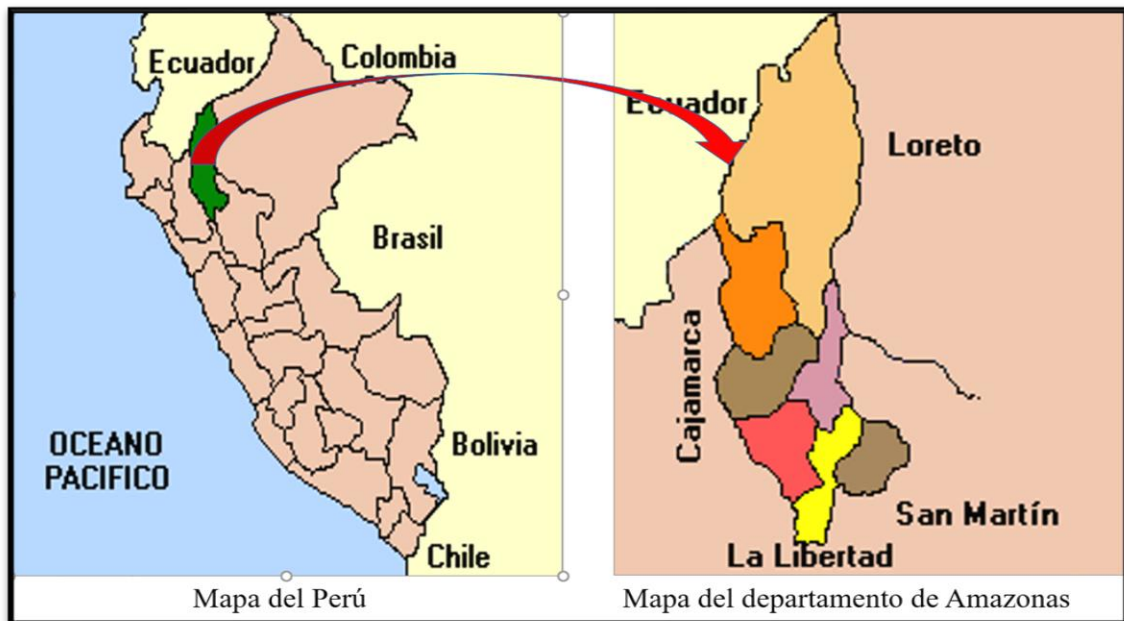 Ecuador
Colombia
Brasil
OCEANO
PACIFICO
Bolivia
Chile
Mapa del Perú
Ecuador
Loreto
Cajamarca
San Martín
La Libertad
Mapa del departamento de Amazonas